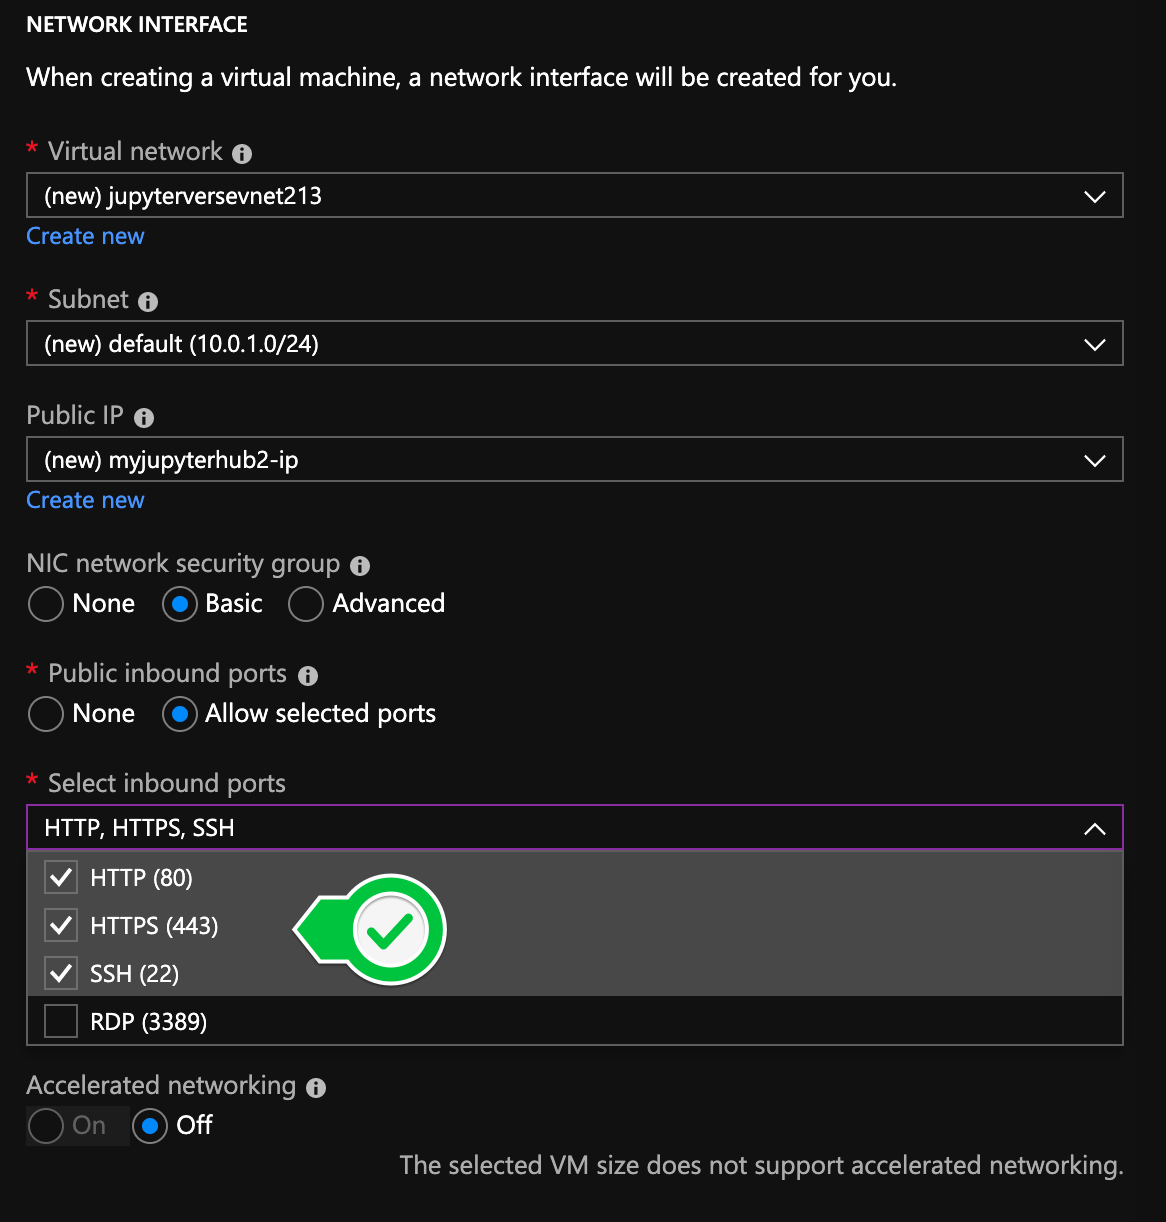 NETWORK INTERFACE
When creating a virtual machine, a network interface will be created for you.
* Virtual network
(new) jupyterversevnet213
Create new
* Subnet
(new) default (10.0.1.0/24)
Public IP
(new) myjupyterhub2-ip
Create new
NIC network security group
None Basic Advanced
* Public inbound ports
None Allow selected ports
* Select inbound ports
HTTP, HTTPS, SSH
HTTP (80)
HTTPS (443)
SSH (22)
RDP (3389)
Accelerated networking
On Off
The selected VM size does not support accelerated networking.